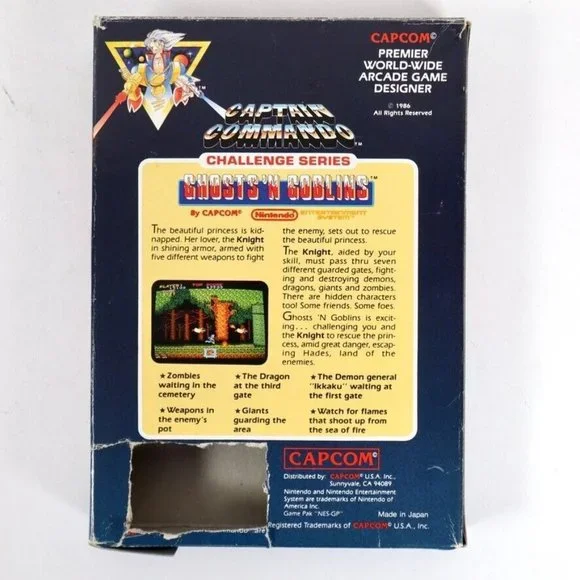 CAPCOM©
PREMIER
WORLD-WIDE
ARCADE GAME
DESIGNER
© 1986
All Rights Reserved
CAPTAIN
COMMANDO™
CHALLENGE SERIES
GHOSTS 'N GOBLINS™
By CAPCOM® Nintendo ENTERTAINMENT SYSTEM™
The beautiful princess is kid-
napped. Her lover, the Knight
in shining armor, armed with
five different weapons to fight
the enemy, sets out to rescue
the beautiful princess.
The Knight, aided by your
skill, must pass thru seven
different guarded gates, fight-
ing and destroying demons,
dragons, giants and zombies.
There are hidden characters
too! Some friends. Some foes.
Ghosts 'N Goblins is excit-
ing... challenging you and
the Knight to rescue the prin-
cess, amid great danger, escap-
ing Hades, land of the
enemies.
★Zombies
waiting in the
cemetery
★The Dragon
at the third
gate
★The Demon general
"Ikkaku" waiting at
the first gate
★Weapons in
the enemy's
pot
★Giants
guarding the
area
★Watch for flames
that shoot up from
the sea of fire
CAPCOM®
Distributed by: CAPCOM® U.S.A. Inc.,
Sunnyvale, CA 94089
Nintendo and Nintendo Entertainment
System are Trademarks of Nintendo of
America Inc.
Game Pak "NES-GP" Made in Japan
are Registered Trademarks of CAPCOM® U.S.A., Inc.